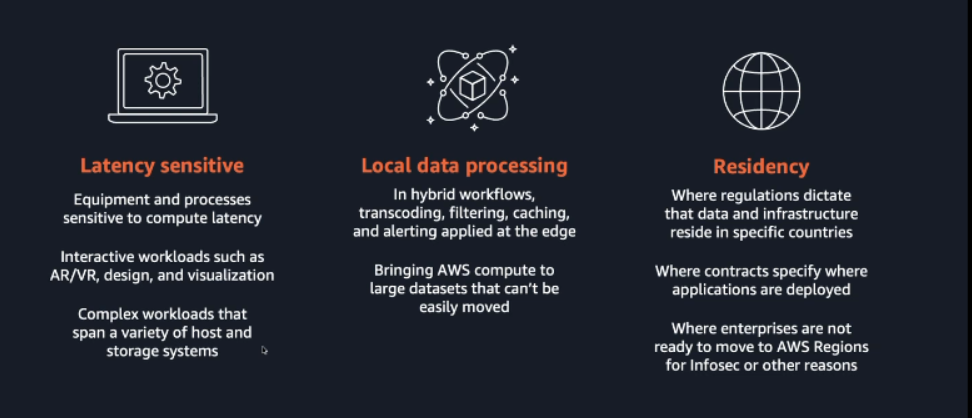 Latency sensitive
Equipment and processes
sensitive to compute latency
Interactive workloads such as
AR/VR, design, and visualization
Complex workloads that
span a variety of host and
storage systems
Local data processing
In hybrid workflows,
transcoding, filtering, caching,
and alerting applied at the edge
Bringing AWS compute to
large datasets that can't be
easily moved
Residency
Where regulations dictate
that data and infrastructure
reside in specific countries
Where contracts specify where
applications are deployed
Where enterprises are not
ready to move to AWS Regions
for Infosec or other reasons